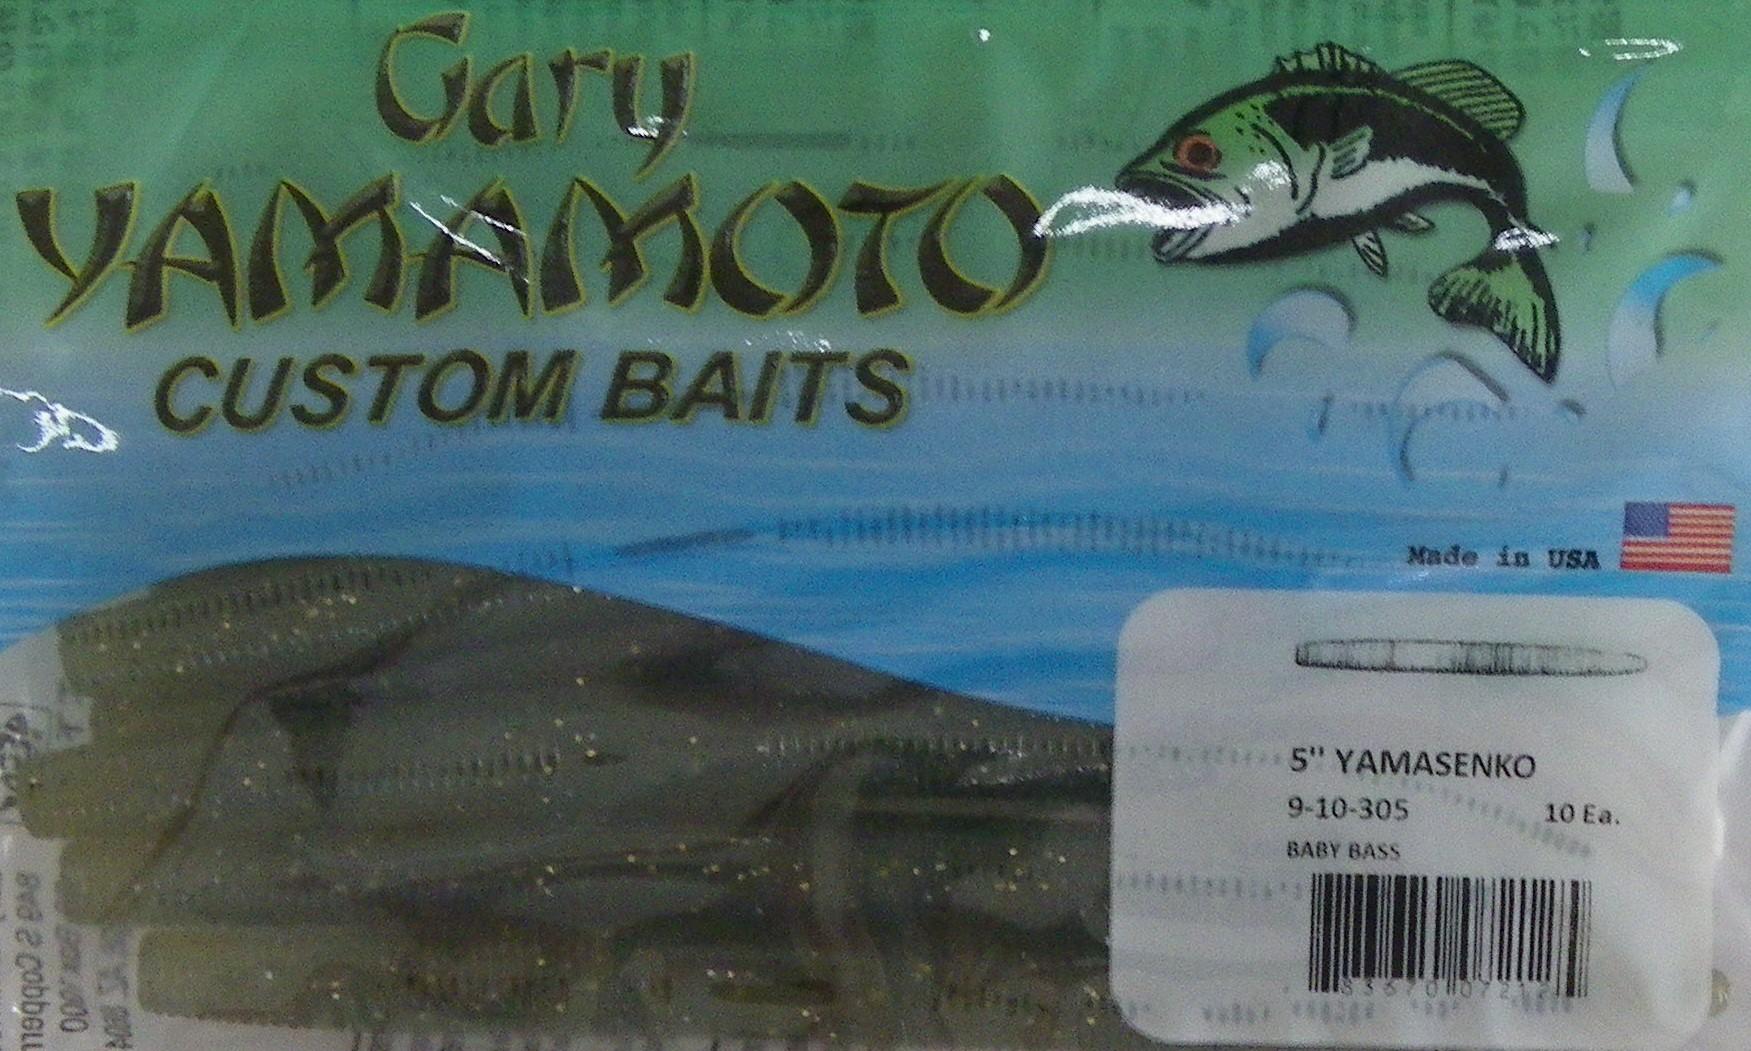 Gary
YAMAMOTO
CUSTOM BAITS
Made in USA
5" YAMASENKO
9-10-305 10 Ea.
BABY BASS